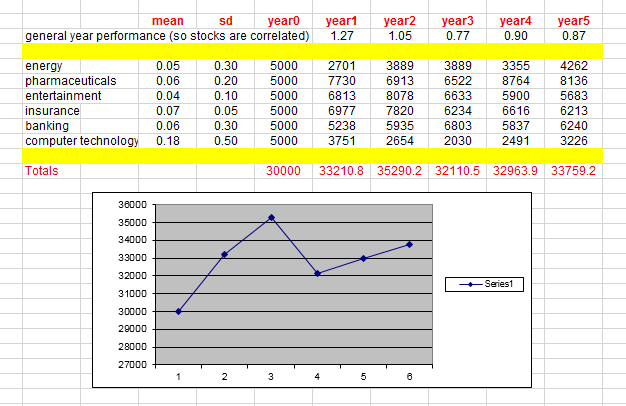 mean sd year0 year1 year2 year3 year4 year5
general year performance (so stocks are correlated) 1.27 1.05 0.77 0.90 0.87
energy 0.05 0.30 5000 2701 3889 3889 3355 4262
pharmaceuticals 0.06 0.20 5000 7730 6913 6522 8764 8136
entertainment 0.04 0.10 5000 6813 8078 6633 5900 5683
insurance 0.07 0.05 5000 6977 7820 6234 6616 6213
banking 0.06 0.30 5000 5238 5935 6803 5837 6240
computer technology 0.18 0.50 5000 3751 2654 2030 2491 3226
Totals 30000 33210.8 35290.2 32110.5 32963.9 33759.2
36000
35000
34000
33000
32000
31000
30000
29000
28000
27000
1 2 3 4 5 6
Series1